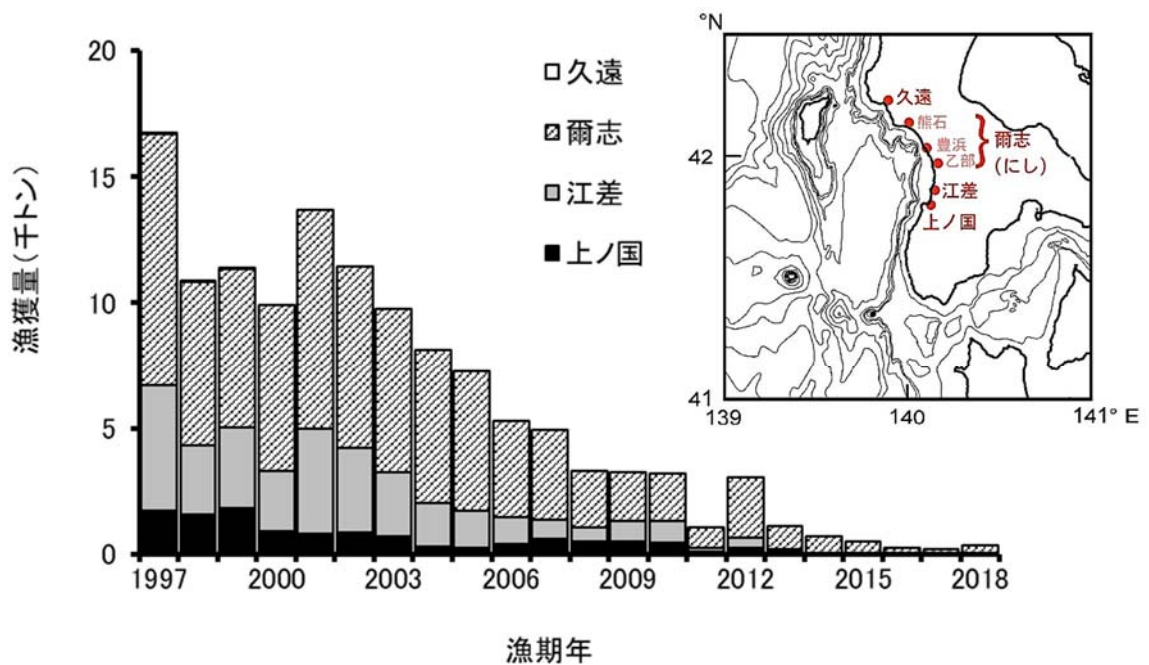 漁獲量(千トン)
20
15
10
5
0
1997
2000
2003
2006
2009
2012
2015
2018
漁期年
久遠
爾志
江差
上ノ国
°N
42
41
139
140
141° E
久遠
熊石
豊浜
乙部
爾志
(にし)
江差
上ノ国